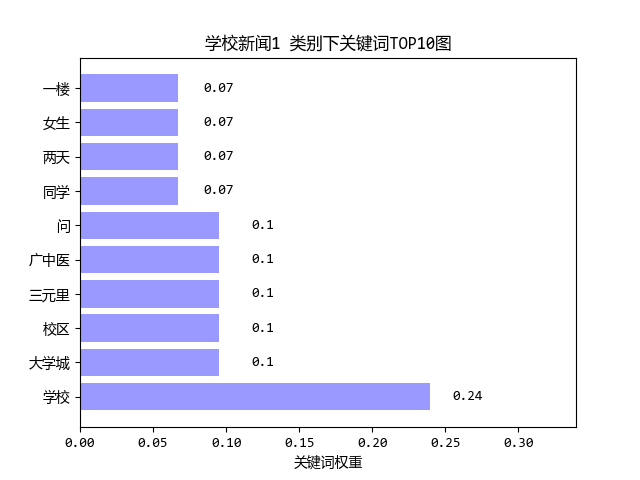 学校新闻1 类别下关键词TOP10图
一楼 0.07
女生 0.07
两天 0.07
同学 0.07
问 0.1
广中医 0.1
三元里 0.1
校区 0.1
大学城 0.1
学校 0.24
0.00 0.05 0.10 0.15 0.20 0.25 0.30
关键词权重